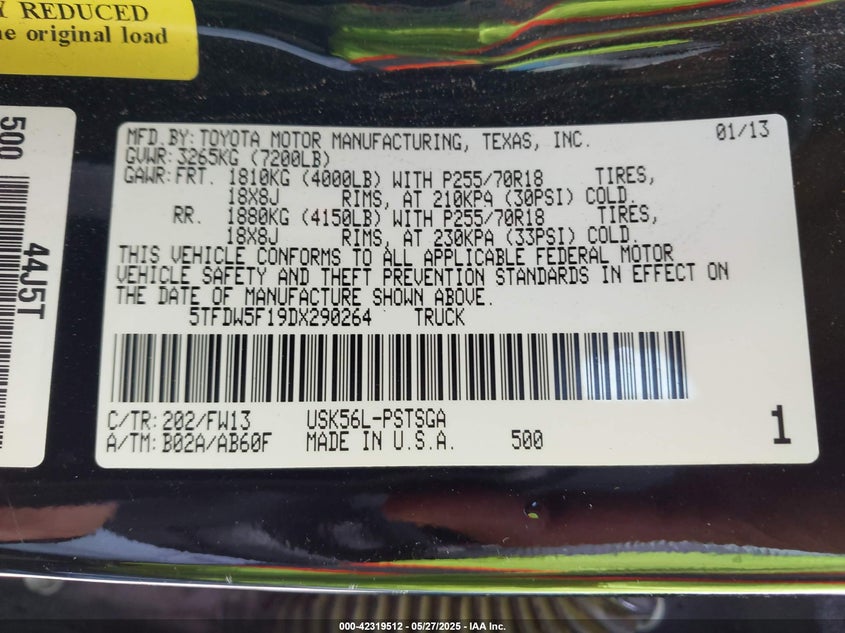 Y REDUCED
he original load
500
44J5T
MFD.BY: TOYOTA MOTOR MANUFACTURING, TEXAS, INC. 01/13
GVWR: 3265KG (7200LB)
GAWR: FRT. 1810KG (4000LB) WITH P255/70R18 TIRES,
18X8J RIMS, AT 210KPA (30PSI) COLD.
RR. 1880KG (4150LB) WITH P255/70R18 TIRES,
18X8J RIMS, AT 230KPA (33PSI) COLD.
THIS VEHICLE CONFORMS TO ALL APPLICABLE FEDERAL MOTOR
VEHICLE SAFETY AND THEFT PREVENTION STANDARDS IN EFFECT ON
THE DATE OF MANUFACTURE SHOWN ABOVE.
5TFDW5F19DX290264 TRUCK
C/TR: 202/FW13 USK56L-PSTSGA
A/TM: B02A/AB60F MADE IN U.S.A. 500 1
000-42319512 - 05/27/2025 - IAA Inc.